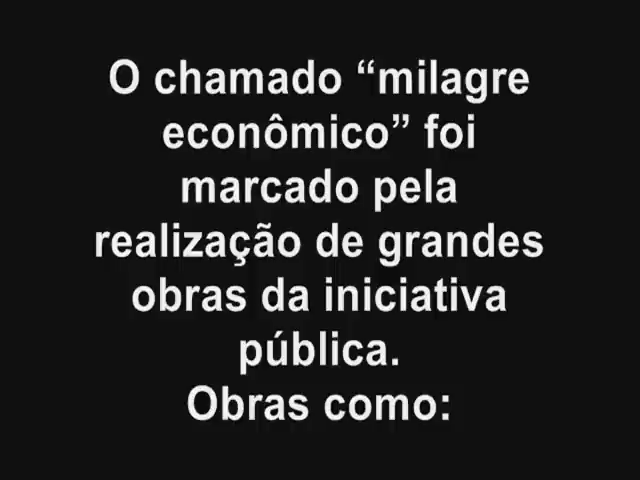 O chamado “milagre
econômico” foi
marcado pela
realização de grandes
obras da iniciativa
pública.
Obras como: